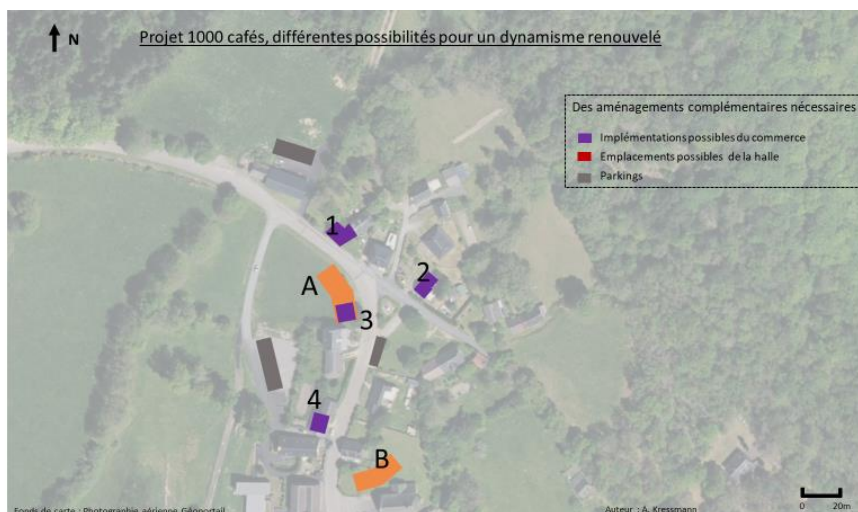 N
Projet 1000 cafés, différentes possibilités pour un dynamisme renouvelé
Des aménagements complémentaires nécessaires
Implémentations possibles du commerce
Emplacements possibles de la halle
Parkings
1
2
A
3
4
B
Fonds de carte : Photographie aérienne Géoportail
Auteur : A. Kressmann
0 20m